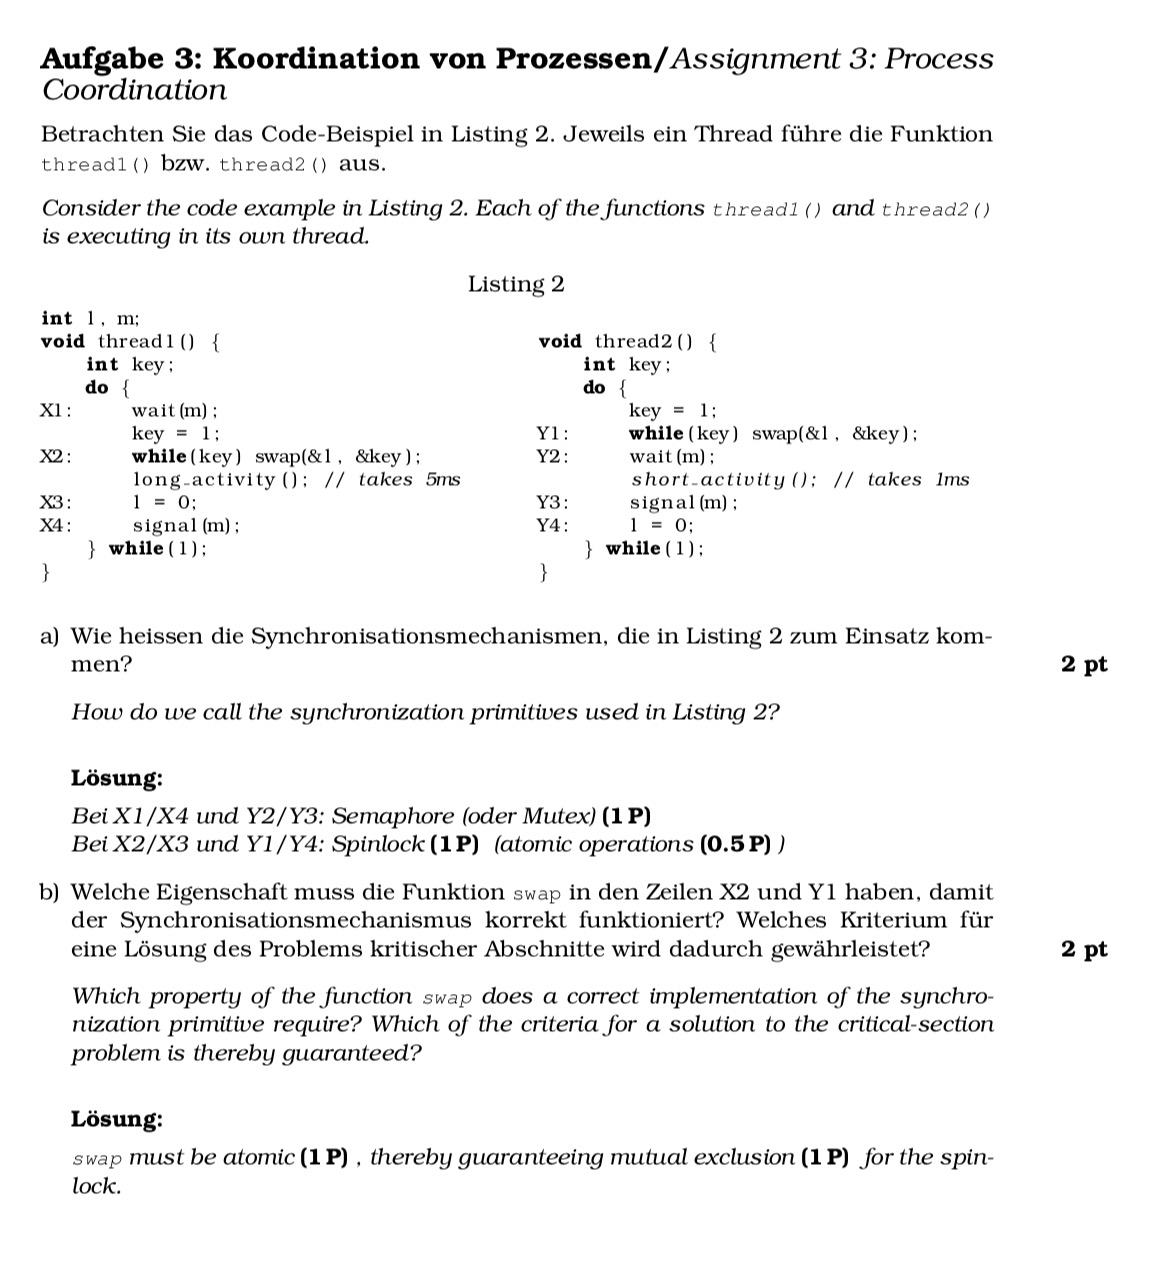 Aufgabe 3: Koordination von Prozessen/Assignment 3: Process
Coordination
Betrachten Sie das Code-Beispiel in Listing 2. Jeweils ein Thread führe die Funktion
thread1() bzw. thread2() aus.
Consider the code example in Listing 2. Each of the functions thread1() and thread2()
is executing in its own thread.
Listing 2
int l, m;
void thread1() {
int key;
do {
X1: wait(m);
key = 1;
X2: while(key) swap(&l, &key);
long_activity(); // takes 5ms
X3: l = 0;
X4: signal(m);
} while(1);
}
void thread2() {
int key;
do {
key = 1;
Y1: while(key) swap(&l, &key);
Y2: wait(m);
short_activity(); // takes 1ms
Y3: signal(m);
Y4: l = 0;
} while(1);
}
a) Wie heissen die Synchronisationsmechanismen, die in Listing 2 zum Einsatz kom-
men? 2 pt
How do we call the synchronization primitives used in Listing 2?
Lösung:
Bei X1/X4 und Y2/Y3: Semaphore (oder Mutex) (1 P)
Bei X2/X3 und Y1/Y4: Spinlock (1 P) (atomic operations (0.5 P) )
b) Welche Eigenschaft muss die Funktion swap in den Zeilen X2 und Y1 haben, damit
der Synchronisationsmechanismus korrekt funktioniert? Welches Kriterium für
eine Lösung des Problems kritischer Abschnitte wird dadurch gewährleistet? 2 pt
Which property of the function swap does a correct implementation of the synchro-
nization primitive require? Which of the criteria for a solution to the critical-section
problem is thereby guaranteed?
Lösung:
swap must be atomic (1 P) , thereby guaranteeing mutual exclusion (1 P) for the spin-
lock.